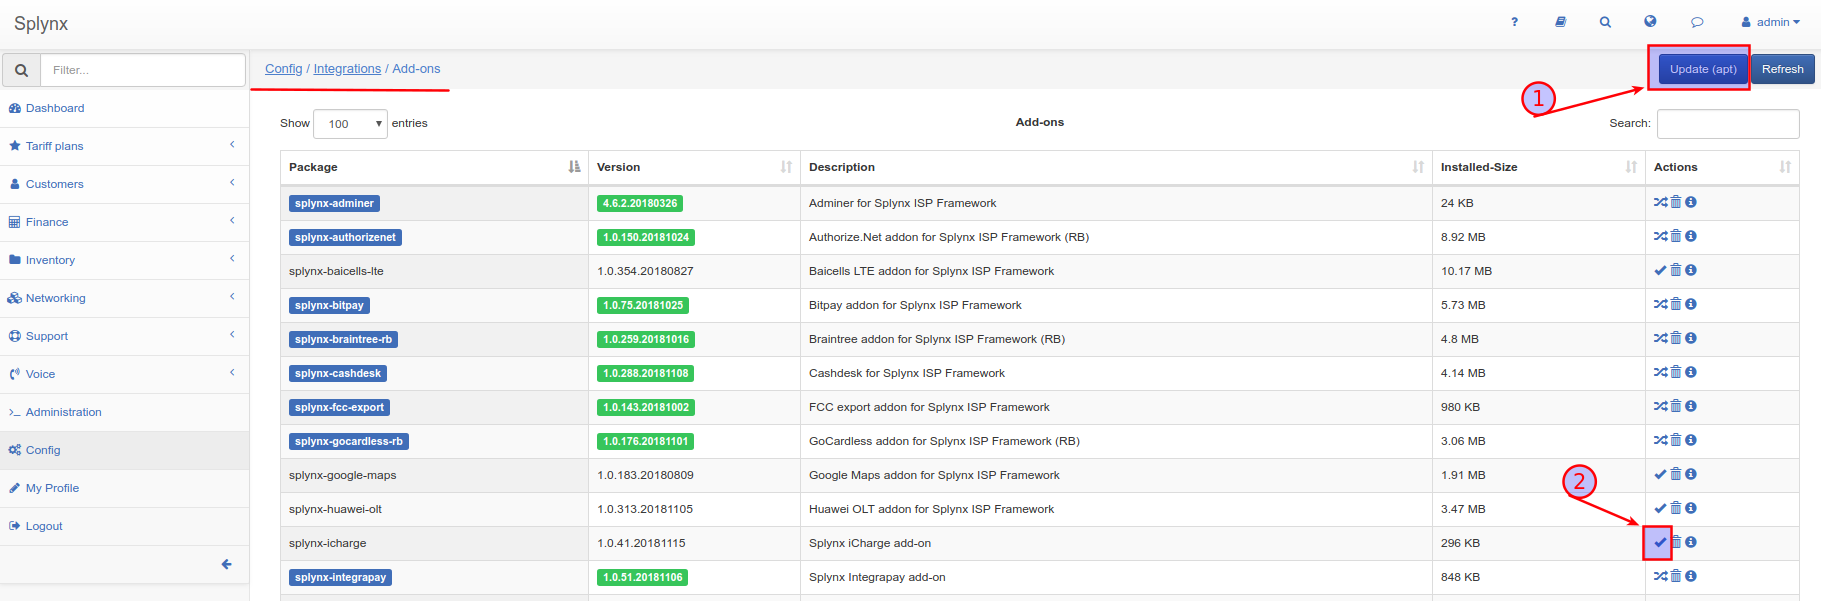 Splynx
? admin
Filter...
Config / Integrations / Add-ons
Update (apt) Refresh
1
Dashboard
Tariff plans
Customers
Finance
Inventory
Networking
Support
Voice
Administration
Config
My Profile
Logout
Show 100 entries
Add-ons
Search:
Package Version Description Installed-Size Actions
splynx-adminer 4.6.2.20180326 Adminer for Splynx ISP Framework 24 KB
splynx-authorizenet 1.0.150.20181024 Authorize.Net addon for Splynx ISP Framework (RB) 8.92 MB
splynx-baicells-lte 1.0.354.20180827 Baicells LTE addon for Splynx ISP Framework 10.17 MB
splynx-bitpay 1.0.75.20181025 Bitpay addon for Splynx ISP Framework 5.73 MB
splynx-braintree-rb 1.0.259.20181016 Braintree addon for Splynx ISP Framework (RB) 4.8 MB
splynx-cashdesk 1.0.288.20181108 Cashdesk for Splynx ISP Framework 4.14 MB
splynx-fcc-export 1.0.143.20181002 FCC export addon for Splynx ISP Framework 980 KB
splynx-gocardless-rb 1.0.176.20181101 GoCardless addon for Splynx ISP Framework (RB) 3.06 MB
splynx-google-maps 1.0.183.20180809 Google Maps addon for Splynx ISP Framework 1.91 MB
2
splynx-huawei-olt 1.0.313.20181105 Huawei OLT addon for Splynx ISP Framework 3.47 MB
splynx-icharge 1.0.41.20181115 Splynx iCharge add-on 296 KB
splynx-integrapay 1.0.51.20181106 Splynx Integrapay add-on 848 KB